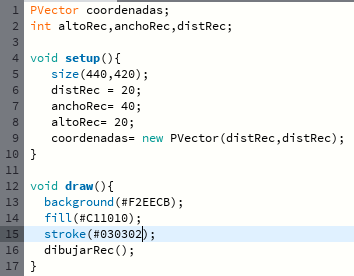 1 PVector coordenadas;
2 int altoRec,anchoRec,distRec;
3
4 void setup(){
5 size(440,420);
6 distRec = 20;
7 anchoRec= 40;
8 altoRec= 20;
9 coordenadas= new PVector(distRec,distRec);
10 }
11
12 void draw(){
13 background(#F2EECB);
14 fill(#C11010);
15 stroke(#030302);
16 dibujarRec();
17 }